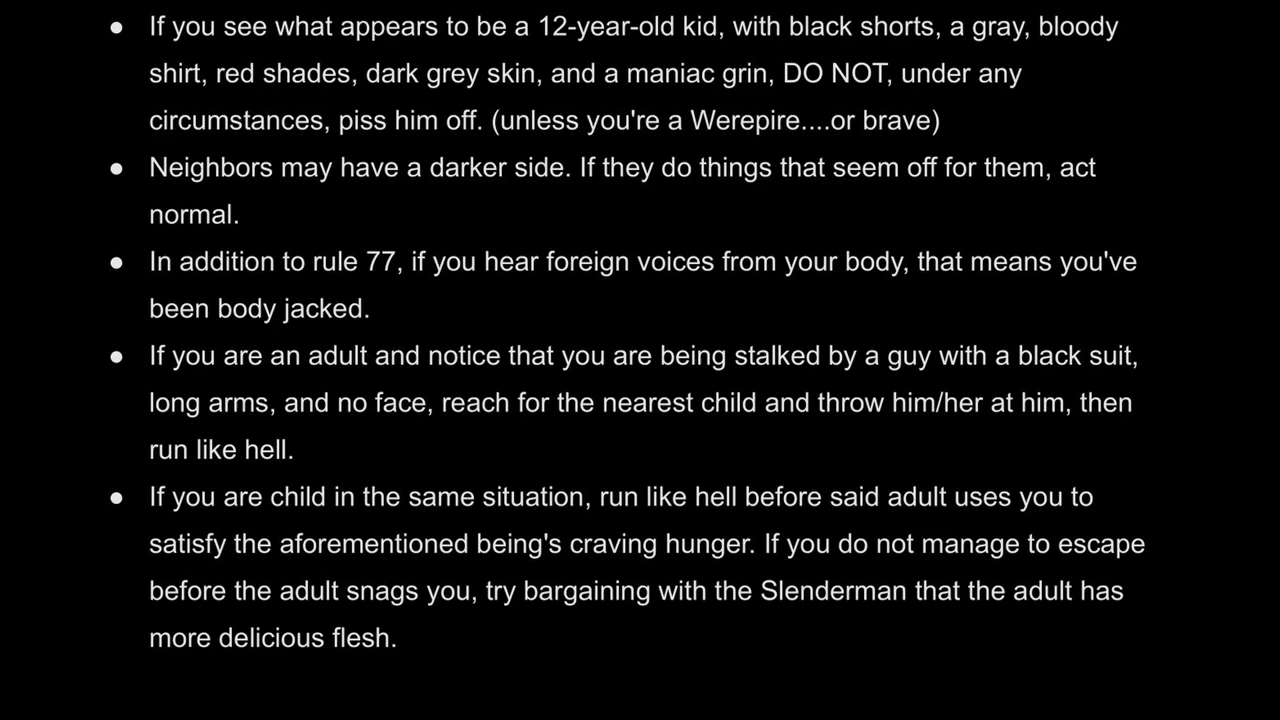 ● If you see what appears to be a 12-year-old kid, with black shorts, a gray, bloody
shirt, red shades, dark grey skin, and a maniac grin, DO NOT, under any
circumstances, piss him off. (unless you're a Werepire....or brave)
● Neighbors may have a darker side. If they do things that seem off for them, act
normal.
● In addition to rule 77, if you hear foreign voices from your body, that means you've
been body jacked.
● If you are an adult and notice that you are being stalked by a guy with a black suit,
long arms, and no face, reach for the nearest child and throw him/her at him, then
run like hell.
● If you are child in the same situation, run like hell before said adult uses you to
satisfy the aforementioned being's craving hunger. If you do not manage to escape
before the adult snags you, try bargaining with the Slenderman that the adult has
more delicious flesh.